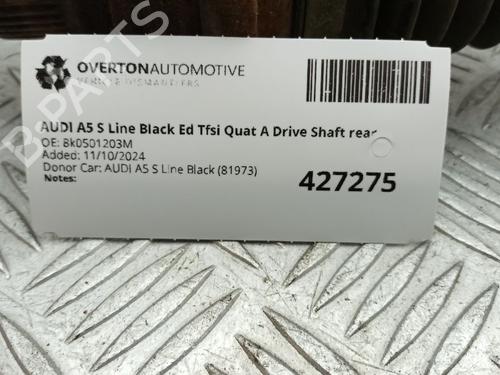 B-PARTS
OVERTONAUTOMOTIVE
VEHICLE DISMANTLERS
AUDI A5 S Line Black Ed Tfsi Quat A Drive Shaft rear
OE: 8k0501203M
Added: 11/10/2024
Donor Car: AUDI A5 S Line Black (81973)
Notes:
427275